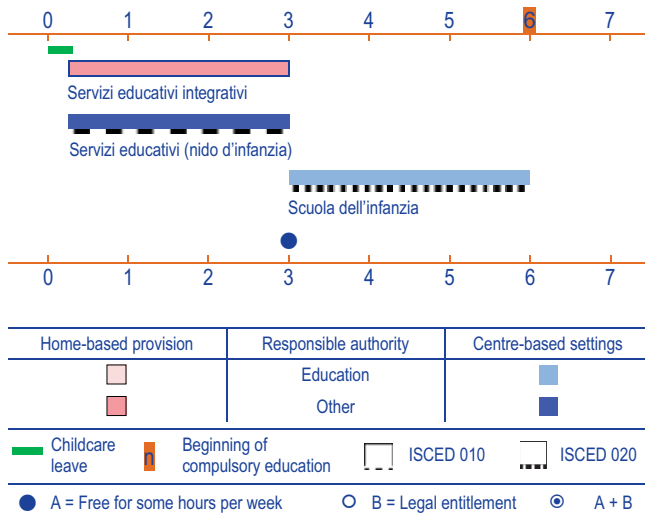 0 1 2 3 4 5 6 7
Servizi educativi integrativi
Servizi educativi (nido d’infanzia)
Scuola dell’infanzia
0 1 2 3 4 5 6 7
Home-based provision Responsible authority Centre-based settings
Education
Other
Childcare leave
n Beginning of compulsory education
ISCED 010
ISCED 020
A = Free for some hours per week B = Legal entitlement A + B